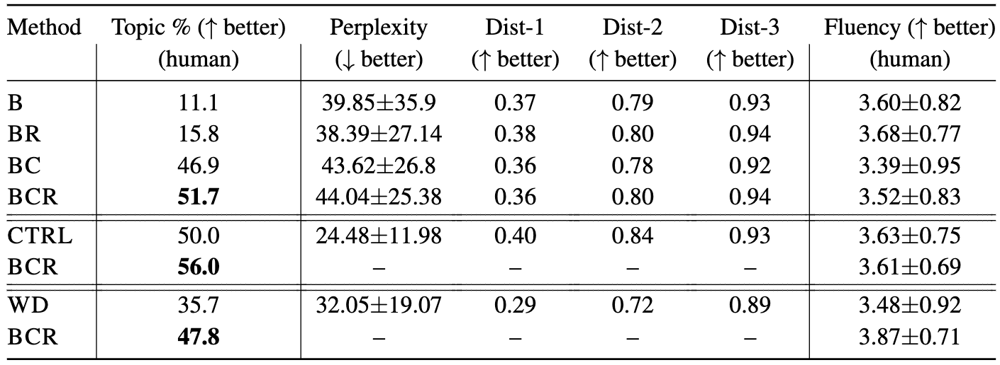 Method Topic % (↑ better) Perplexity Dist-1 Dist-2 Dist-3 Fluency (↑ better)
(human) (↓ better) (↑ better) (↑ better) (↑ better) (human)
B 11.1 39.85±35.9 0.37 0.79 0.93 3.60±0.82
BR 15.8 38.39±27.14 0.38 0.80 0.94 3.68±0.77
BC 46.9 43.62±26.8 0.36 0.78 0.92 3.39±0.95
BCR 51.7 44.04±25.38 0.36 0.80 0.94 3.52±0.83
CTRL 50.0 24.48±11.98 0.40 0.84 0.93 3.63±0.75
BCR 56.0 – – – – 3.61±0.69
WD 35.7 32.05±19.07 0.29 0.72 0.89 3.48±0.92
BCR 47.8 – – – – 3.87±0.71